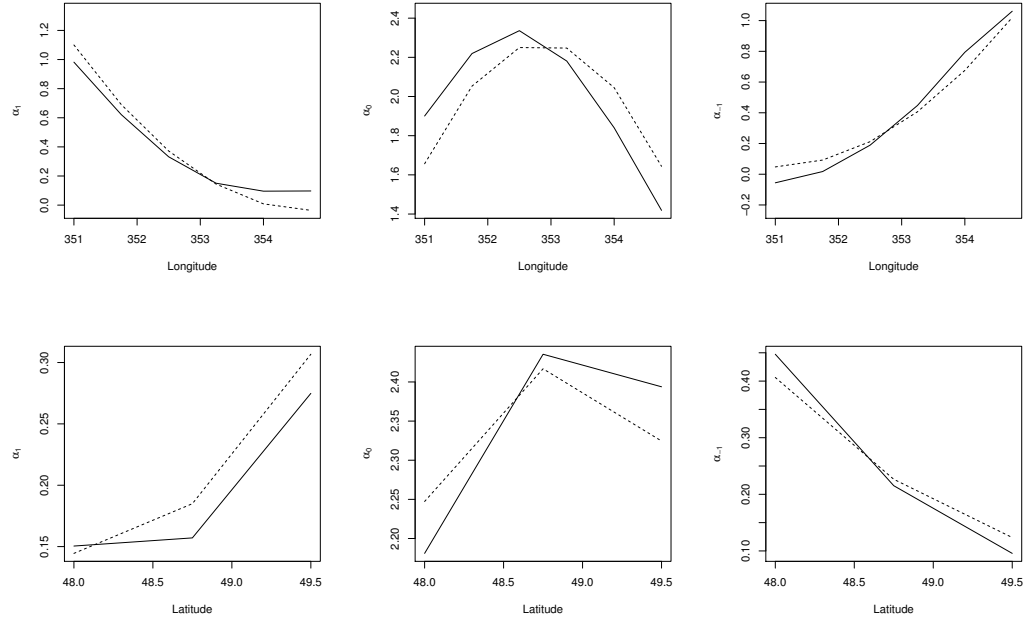 α₁
0.0 0.2 0.4 0.6 0.8 1.0 1.2
351 352 353 354
Longitude
α₀
1.4 1.6 1.8 2.0 2.2 2.4
351 352 353 354
Longitude
α₋₁
−0.2 0.0 0.2 0.4 0.6 0.8 1.0
351 352 353 354
Longitude
α₁
0.15 0.20 0.25 0.30
48.0 48.5 49.0 49.5
Latitude
α₀
2.20 2.25 2.30 2.35 2.40
48.0 48.5 49.0 49.5
Latitude
α₋₁
0.10 0.20 0.30 0.40
48.0 48.5 49.0 49.5
Latitude